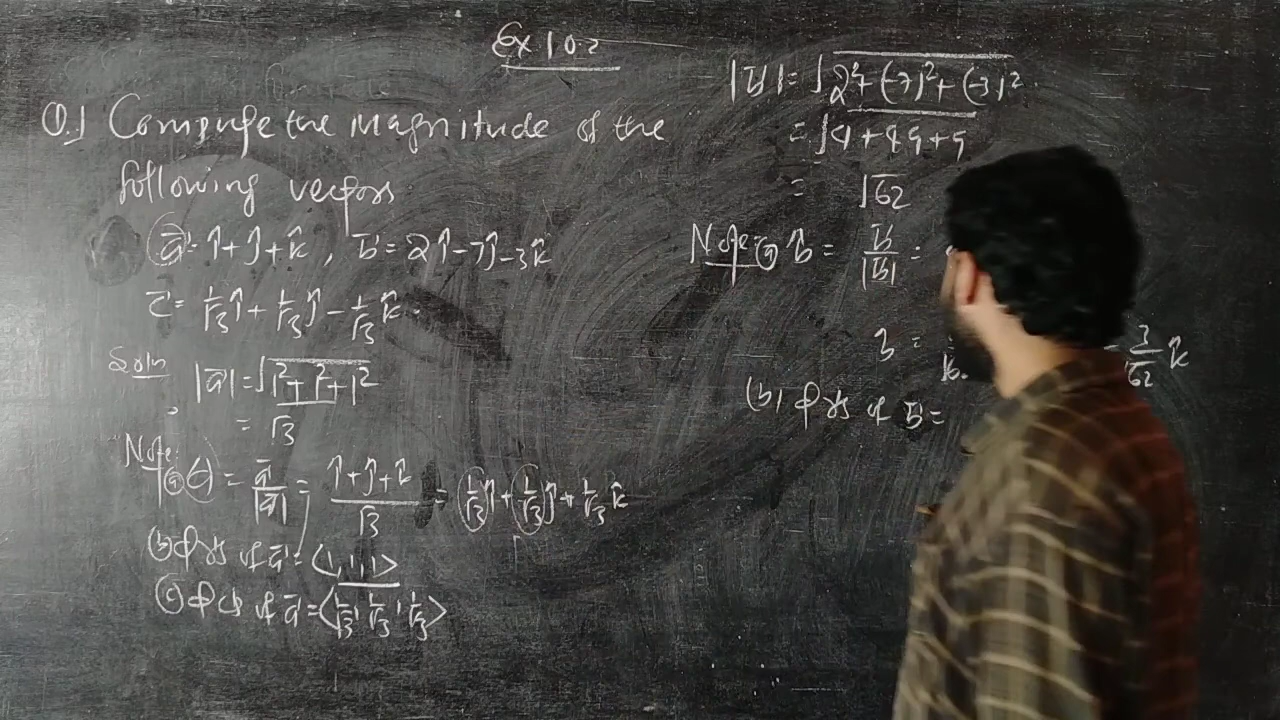 Ex 10.2
Q.1 Compute the magnitude of the
following vectors
a⃗ = î + ĵ + k̂, b⃗ = 2î - 7ĵ - 3k̂
c⃗ = 1/√3 î + 1/√3 ĵ - 1/√3 k̂.
Soln |a⃗| = √1²+1²+1²
= √3
Note:
(a) = a⃗/|a⃗| = î+ĵ+k̂/√3 = 1/√3 î + 1/√3 ĵ + 1/√3 k̂
(b) of a⃗ = <1,1,1>
(c) of a⃗ = <1/√3, 1/√3, 1/√3>
|b⃗| = √2²+(-7)²+(-3)²
= √4+49+9
= √62
Note: (a) b̂ = b⃗/|b⃗| =
b̂ = - 3/√62 k̂
(b) of b⃗ =